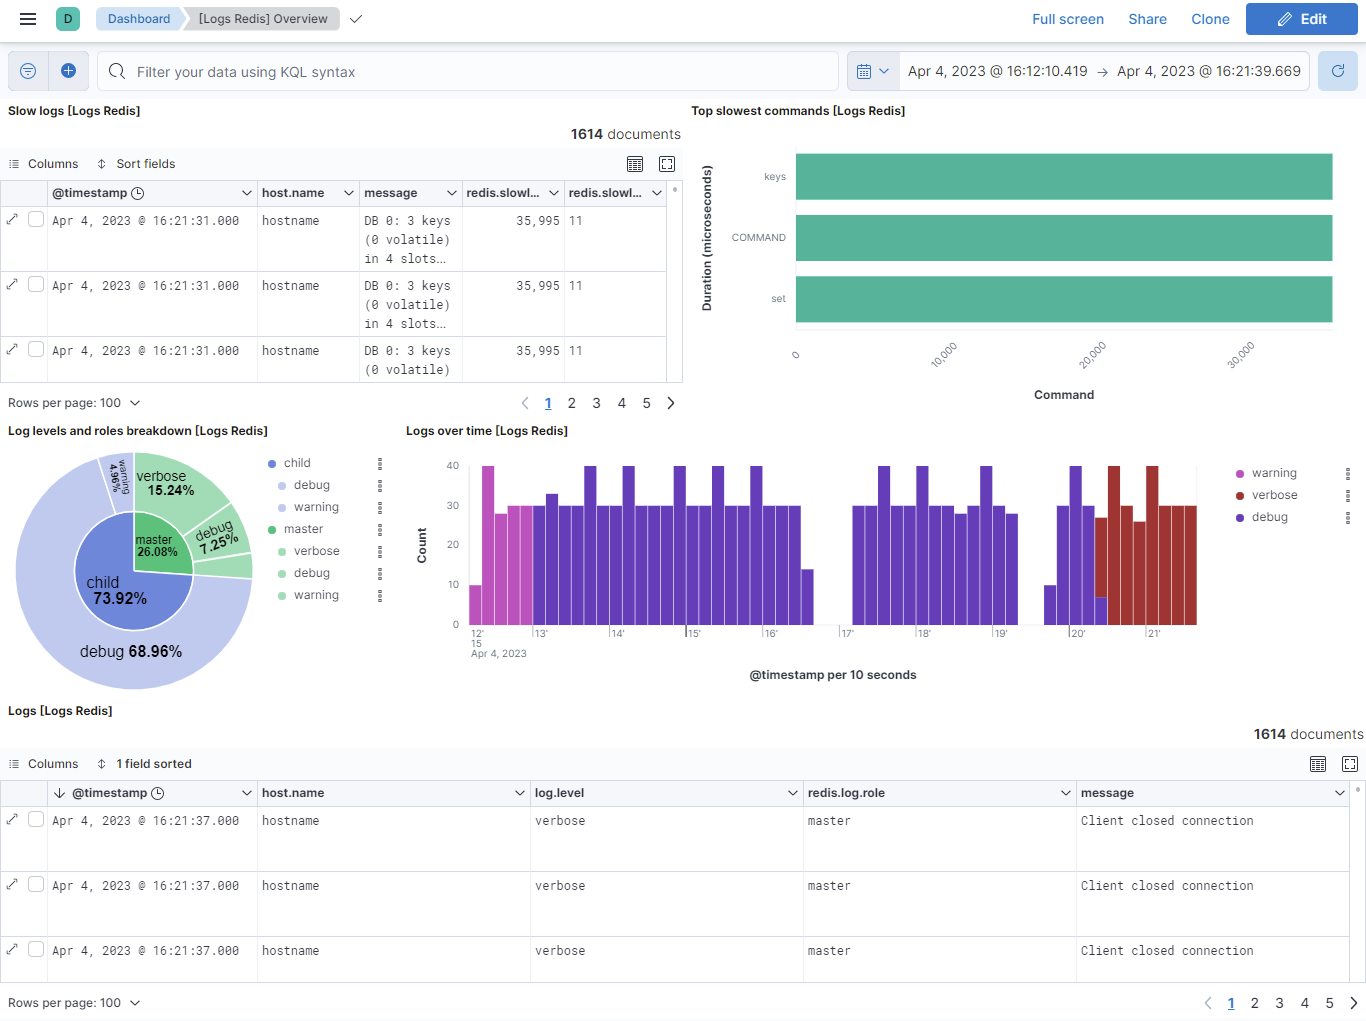 D Dashboard [Logs Redis] Overview Full screen Share Clone Edit
Filter your data using KQL syntax Apr 4, 2023 @ 16:12:10.419 → Apr 4, 2023 @ 16:21:39.669
Slow logs [Logs Redis]
1614 documents
Columns Sort fields
@timestamp host.name message redis.slowl... redis.slowl...
Apr 4, 2023 @ 16:21:31.000 hostname DB 0: 3 keys 35,995 11
(0 volatile)
in 4 slots…
Apr 4, 2023 @ 16:21:31.000 hostname DB 0: 3 keys 35,995 11
(0 volatile)
in 4 slots…
Apr 4, 2023 @ 16:21:31.000 hostname DB 0: 3 keys 35,995 11
(0 volatile)
Rows per page: 100 1 2 3 4 5
Top slowest commands [Logs Redis]
Duration (microseconds)
keys
COMMAND
set
0 10,000 20,000 30,000
Command
Log levels and roles breakdown [Logs Redis]
warning
4.96%
verbose
15.24%
debug
7.25%
master
26.08%
child
73.92%
debug 68.96%
child
debug
warning
master
verbose
debug
warning
Logs over time [Logs Redis]
Count
40
30
20
10
0
12' 13' 14' 15' 16' 17' 18' 19' 20' 21'
15
Apr 4, 2023
@timestamp per 10 seconds
warning
verbose
debug
Logs [Logs Redis]
1614 documents
Columns 1 field sorted
@timestamp host.name log.level redis.log.role message
Apr 4, 2023 @ 16:21:37.000 hostname verbose master Client closed connection
Apr 4, 2023 @ 16:21:37.000 hostname verbose master Client closed connection
Apr 4, 2023 @ 16:21:37.000 hostname verbose master Client closed connection
Rows per page: 100 1 2 3 4 5